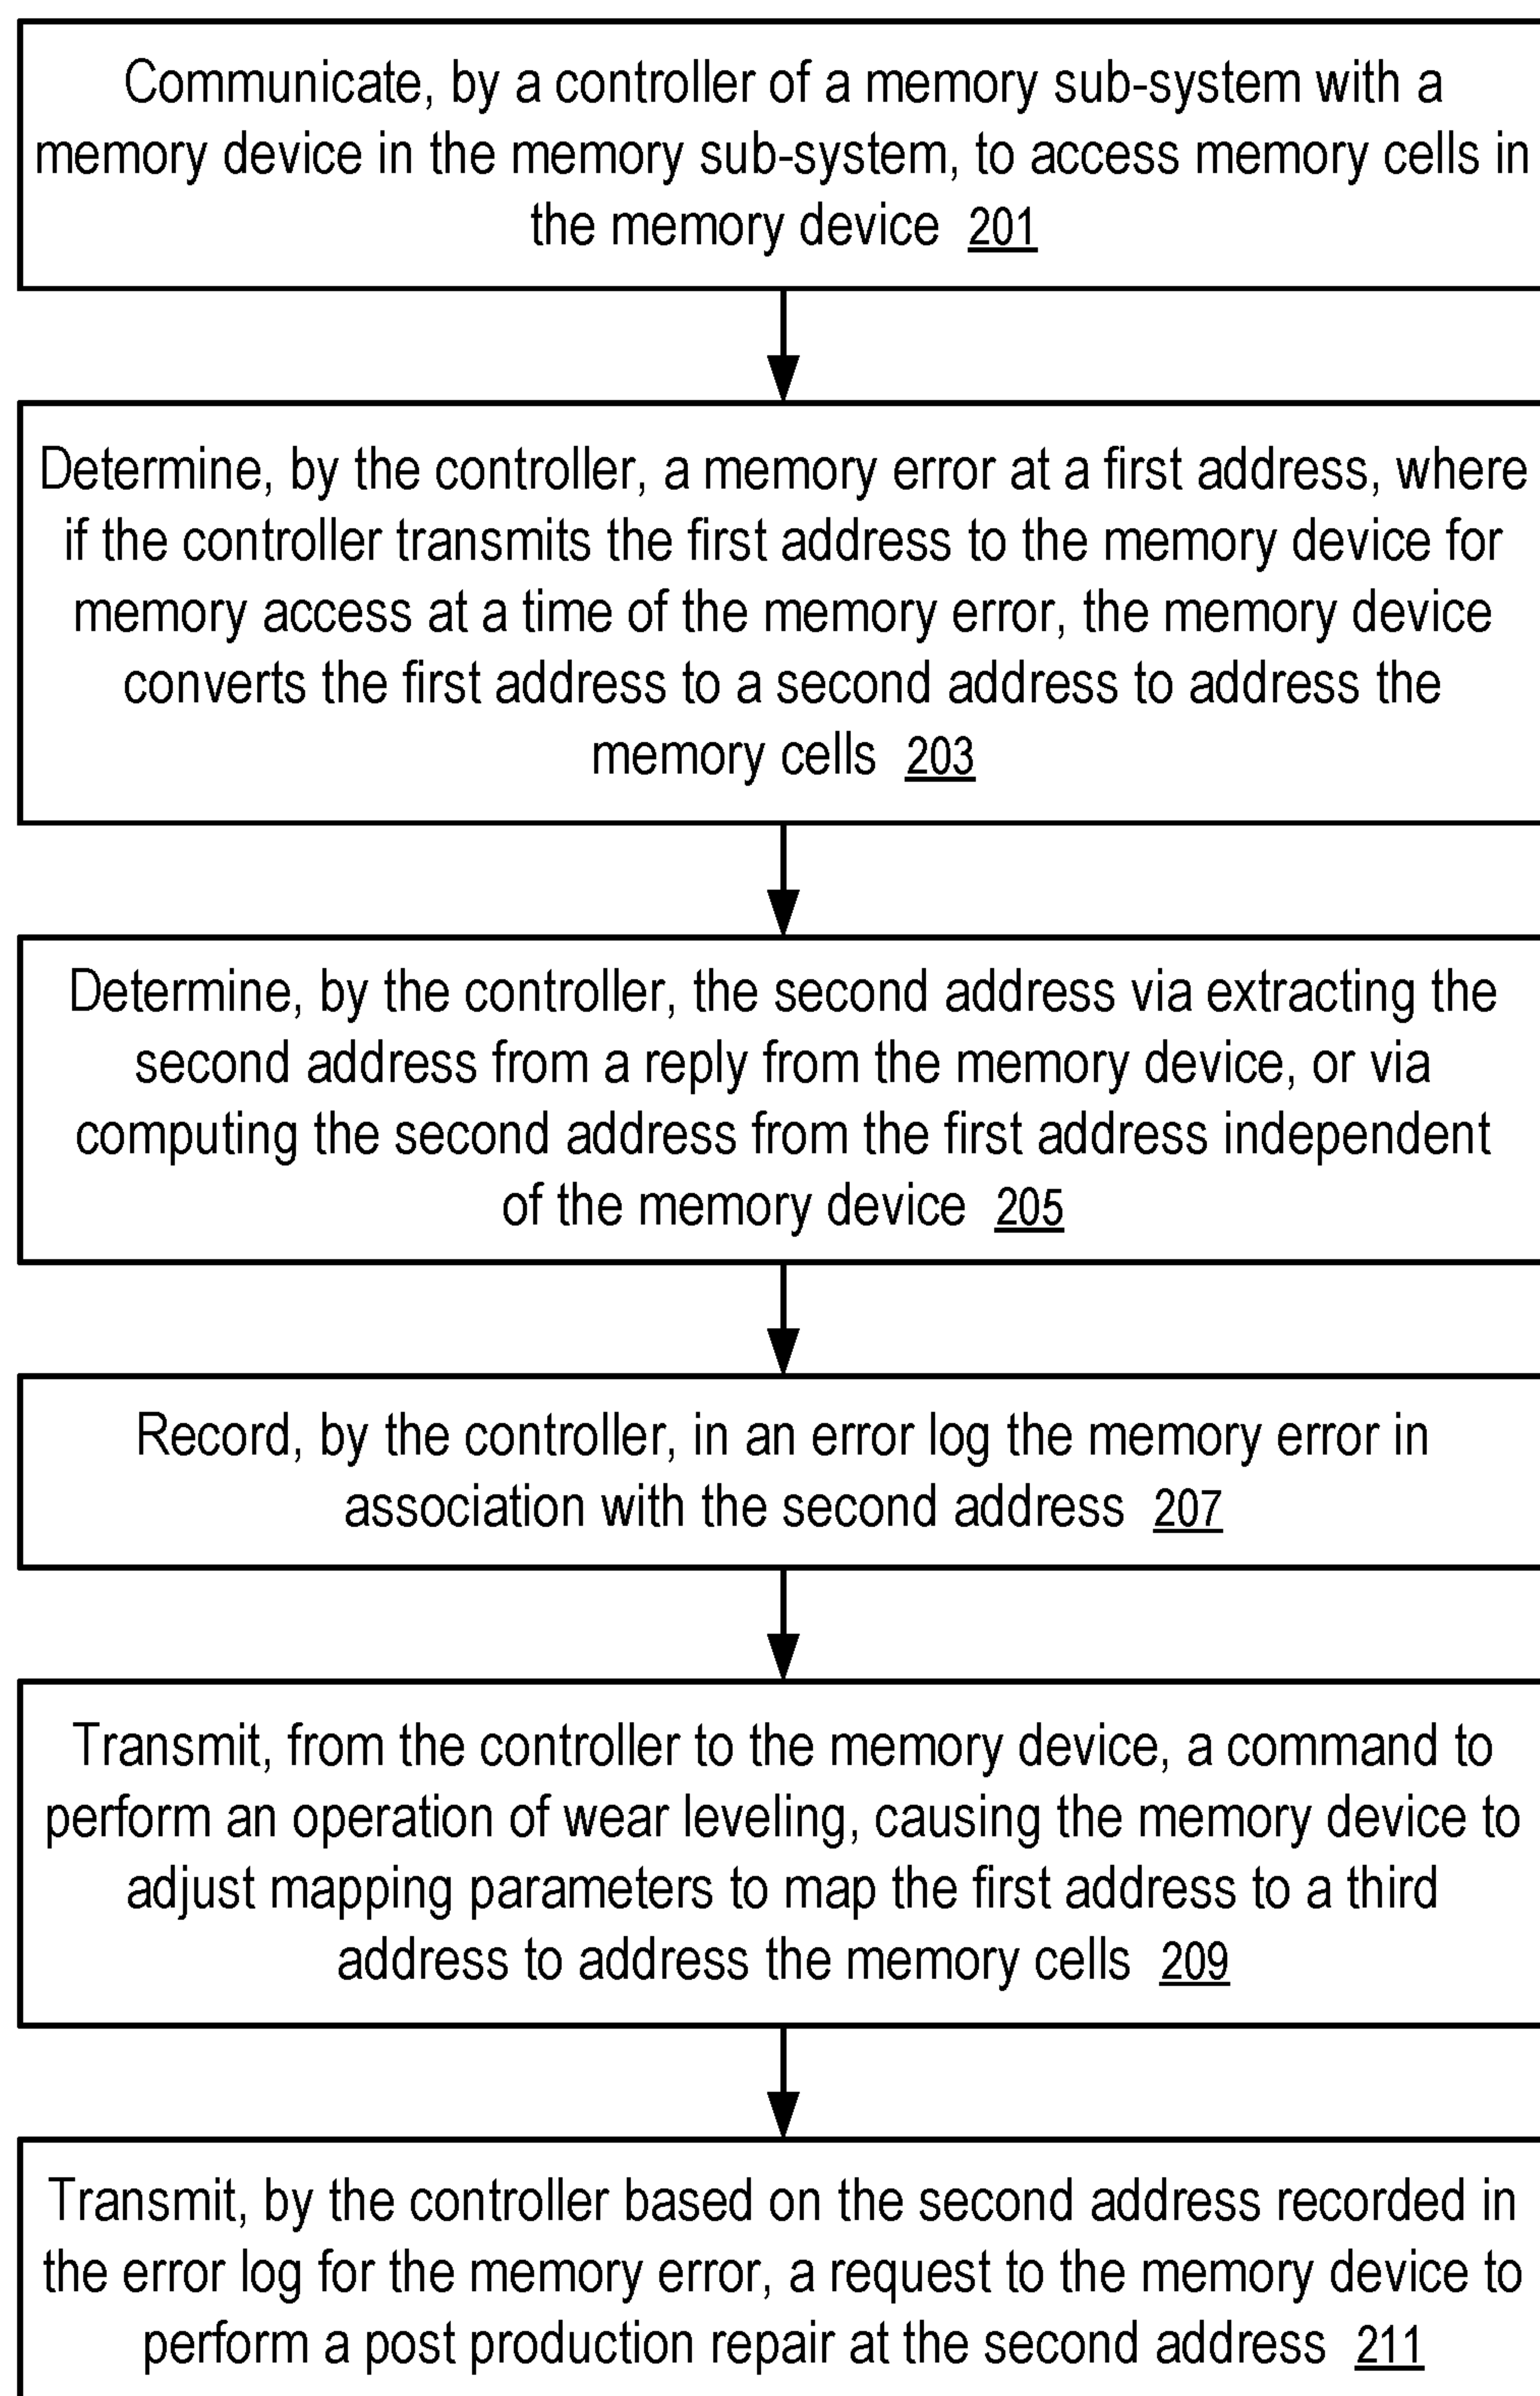 Communicate, by a controller of a memory sub-system with a
memory device in the memory sub-system, to access memory cells in
the memory device 201
Determine, by the controller, a memory error at a first address, where
if the controller transmits the first address to the memory device for
memory access at a time of the memory error, the memory device
converts the first address to a second address to address the
memory cells 203
Determine, by the controller, the second address via extracting the
second address from a reply from the memory device, or via
computing the second address from the first address independent
of the memory device 205
Record, by the controller, in an error log the memory error in
association with the second address 207
Transmit, from the controller to the memory device, a command to
perform an operation of wear leveling, causing the memory device to
adjust mapping parameters to map the first address to a third
address to address the memory cells 209
Transmit, by the controller based on the second address recorded in
the error log for the memory error, a request to the memory device to
perform a post production repair at the second address 211